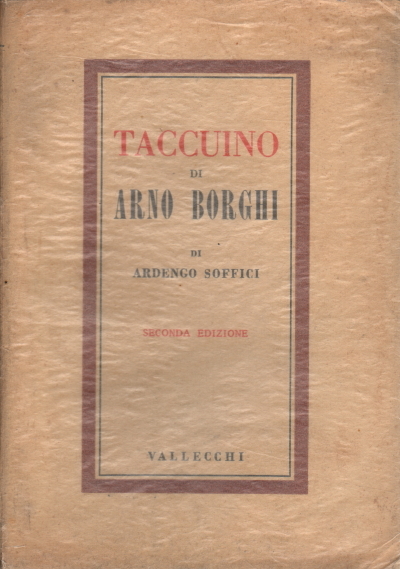 TACCUINO
DI
ARNO BORGHI
DI
ARDENGO SOFFICI
SECONDA EDIZIONE
VALLECCHI